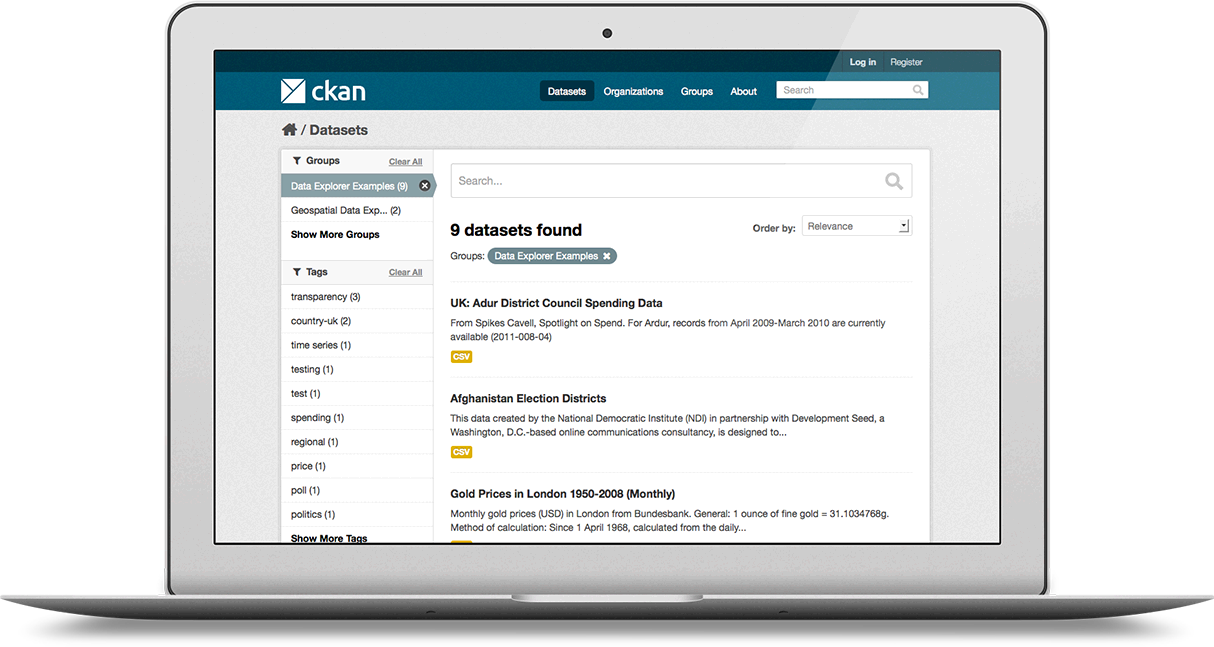 Log in Register
ckan
Datasets Organizations Groups About Search
/ Datasets
Groups Clear All
Data Explorer Examples (9)
Geospatial Data Exp... (2)
Show More Groups
Tags Clear All
transparency (3)
country-uk (2)
time series (1)
testing (1)
test (1)
spending (1)
regional (1)
price (1)
poll (1)
politics (1)
Show More Tags
Search...
9 datasets found
Order by: Relevance
Groups: Data Explorer Examples
UK: Adur District Council Spending Data
From Spikes Cavell, Spotlight on Spend. For Ardur, records from April 2009-March 2010 are currently
available (2011-008-04)
CSV
Afghanistan Election Districts
This data created by the National Democratic Institute (NDI) in partnership with Development Seed, a
Washington, D.C.-based online communications consultancy, is designed to...
CSV
Gold Prices in London 1950-2008 (Monthly)
Monthly gold prices (USD) in London from Bundesbank. General: 1 ounce of fine gold = 31.1034768g.
Method of calculation: Since 1 April 1968, calculated from the daily...